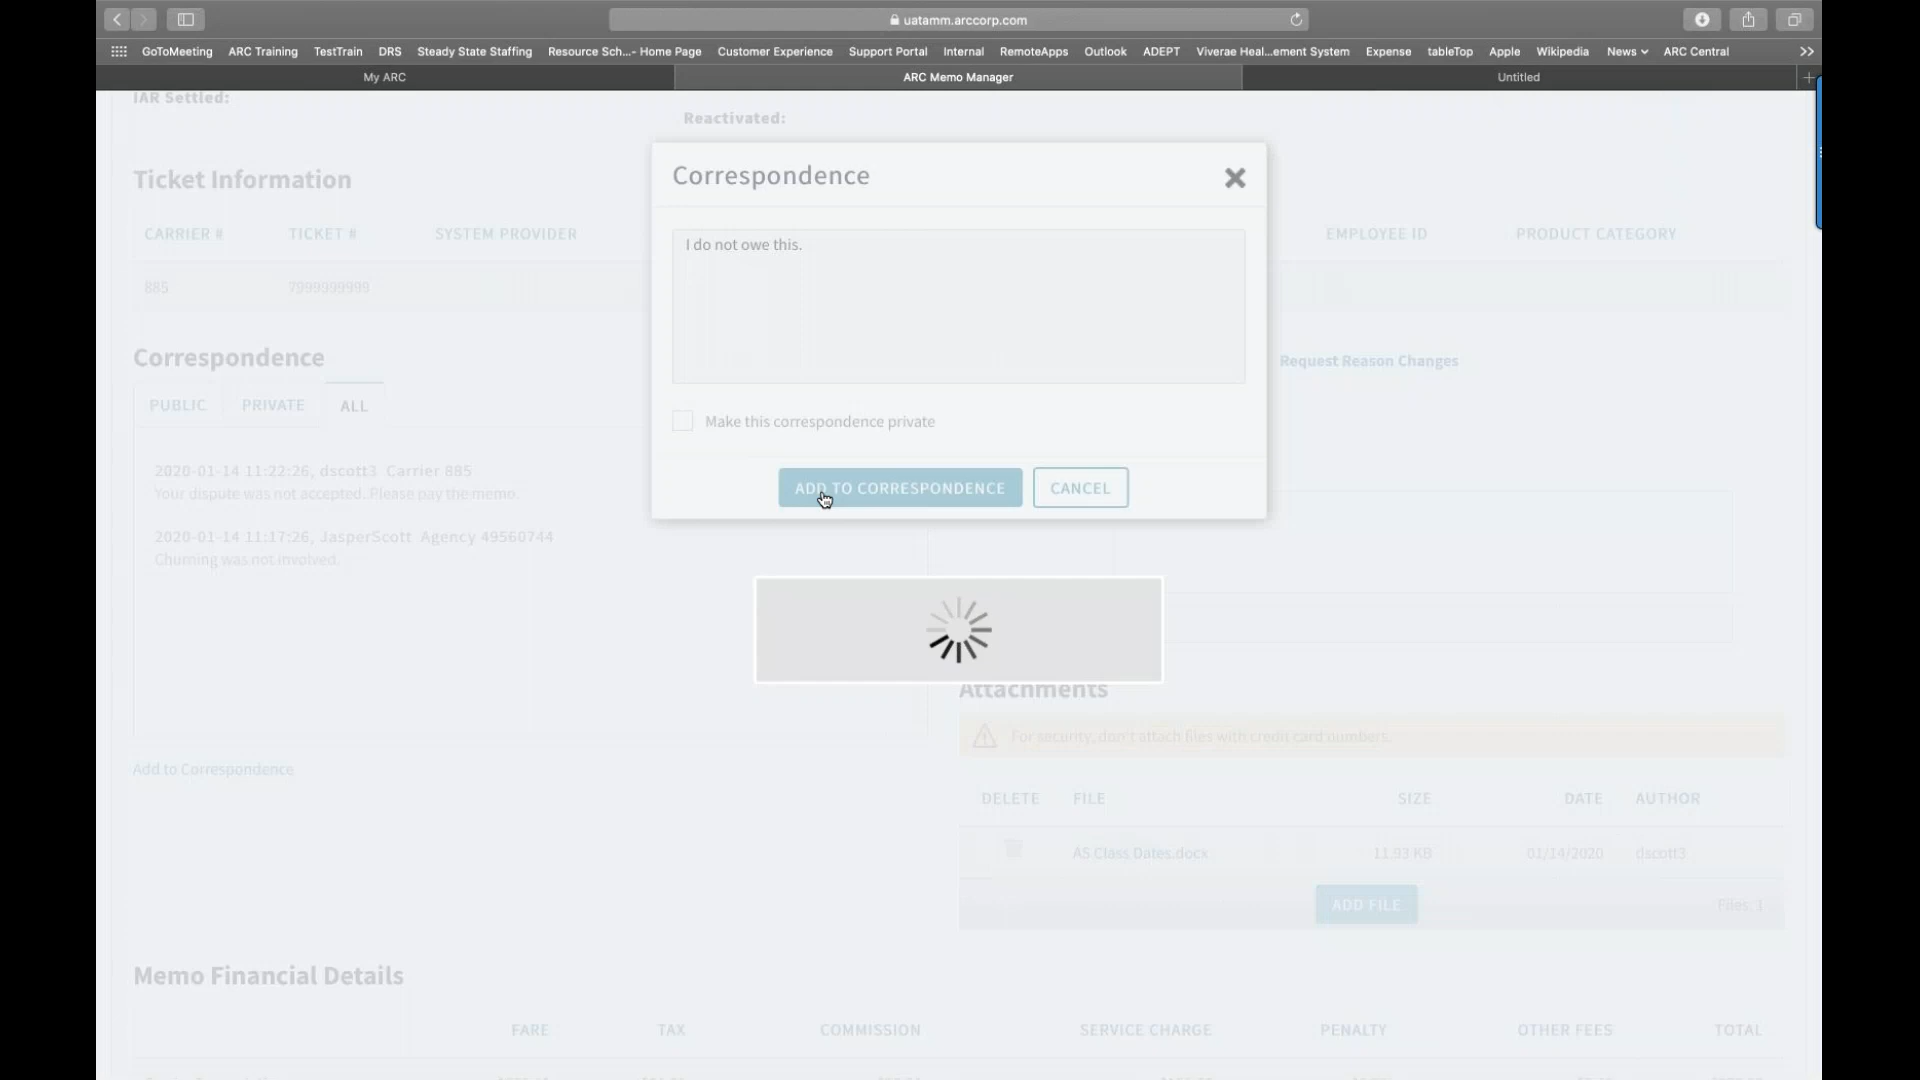 uatamm.arccorp.com
GoToMeeting ARC Training TestTrain DRS Steady State Staffing Resource Sch...- Home Page Customer Experience Support Portal Internal RemoteApps Outlook ADEPT Viverae Heal...ement System Expense tableTop Apple Wikipedia News ARC Central
My ARC ARC Memo Manager Untitled
IAR Settled:
Reactivated:
Correspondence
Ticket Information
CARRIER # TICKET # SYSTEM PROVIDER EMPLOYEE ID PRODUCT CATEGORY
I do not owe this.
885 7999999999
Correspondence
Request Reason Changes
PUBLIC PRIVATE ALL
Make this correspondence private
2020-01-14 11:22:26, dscott3 Carrier 885
Your dispute was not accepted. Please pay the memo.
ADD TO CORRESPONDENCE CANCEL
2020-01-14 11:17:26, JasperScott Agency 49560744
Churning was not involved.
Attachments
For security, don't attach files with credit card numbers.
Add to Correspondence
DELETE FILE SIZE DATE AUTHOR
AS Class Dates.docx 11.93 KB 01/14/2020 dscott3
ADD FILE Files: 1
Memo Financial Details
FARE TAX COMMISSION SERVICE CHARGE PENALTY OTHER FEES TOTAL